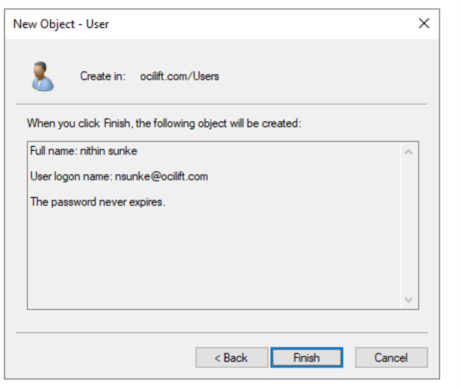 New Object - User
Create in: ocilift.com/Users
When you click Finish, the following object will be created:
Full name: nithin sunke
User logon name: nsunke@ocilift.com
The password never expires.
< Back Finish Cancel